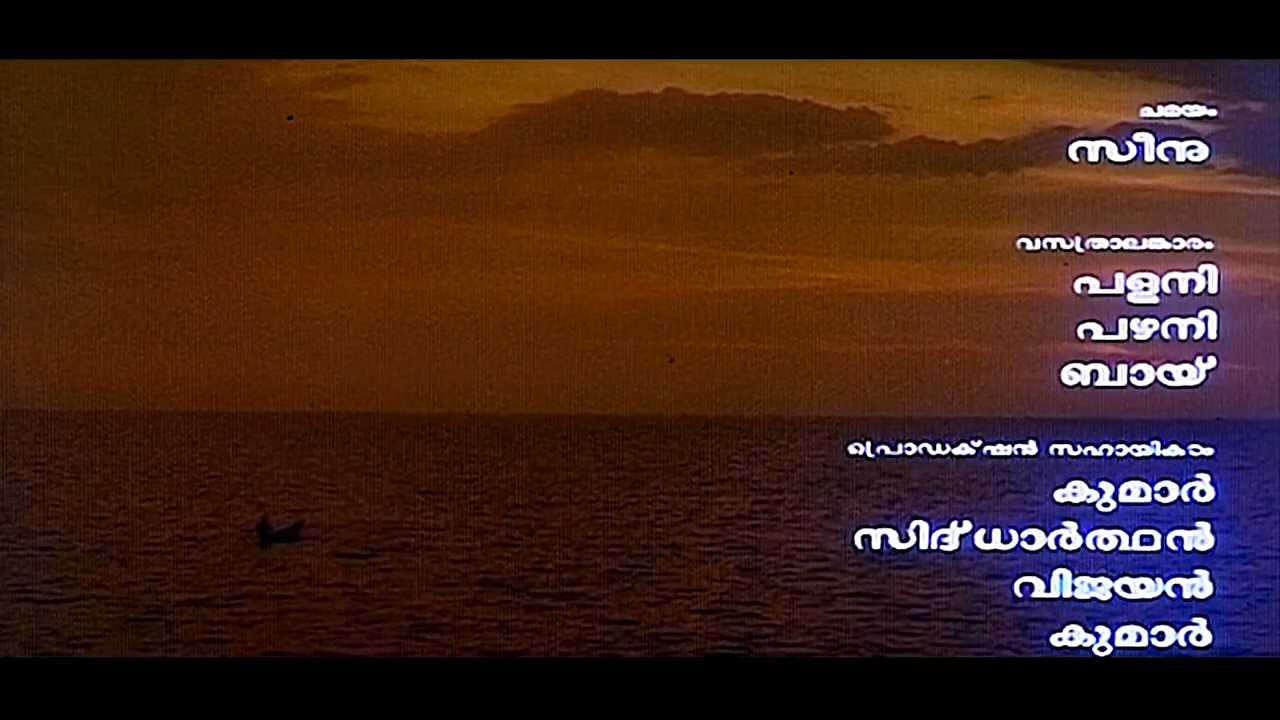 ചമയം
സീനു
വസ്ത്രാലങ്കാരം
പളനി
പഴനി
ബായ്
പ്രൊഡക്ഷൻ സഹായികൾ
കുമാർ
സിദ്ധാർത്ഥൻ
വിജയൻ
കുമാർ